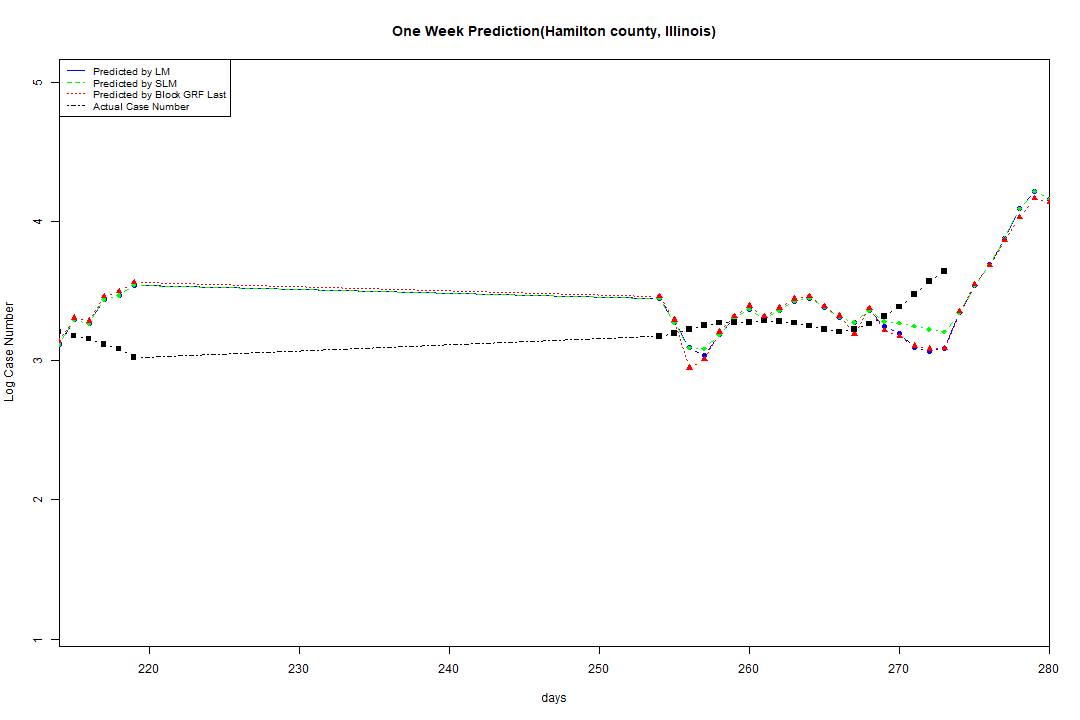 One Week Prediction(Hamilton county, Illinois)
Predicted by LM
Predicted by SLM
Predicted by Block GRF Last
Actual Case Number
5
4
3
2
1
Log Case Number
220 230 240 250 260 270 280
days